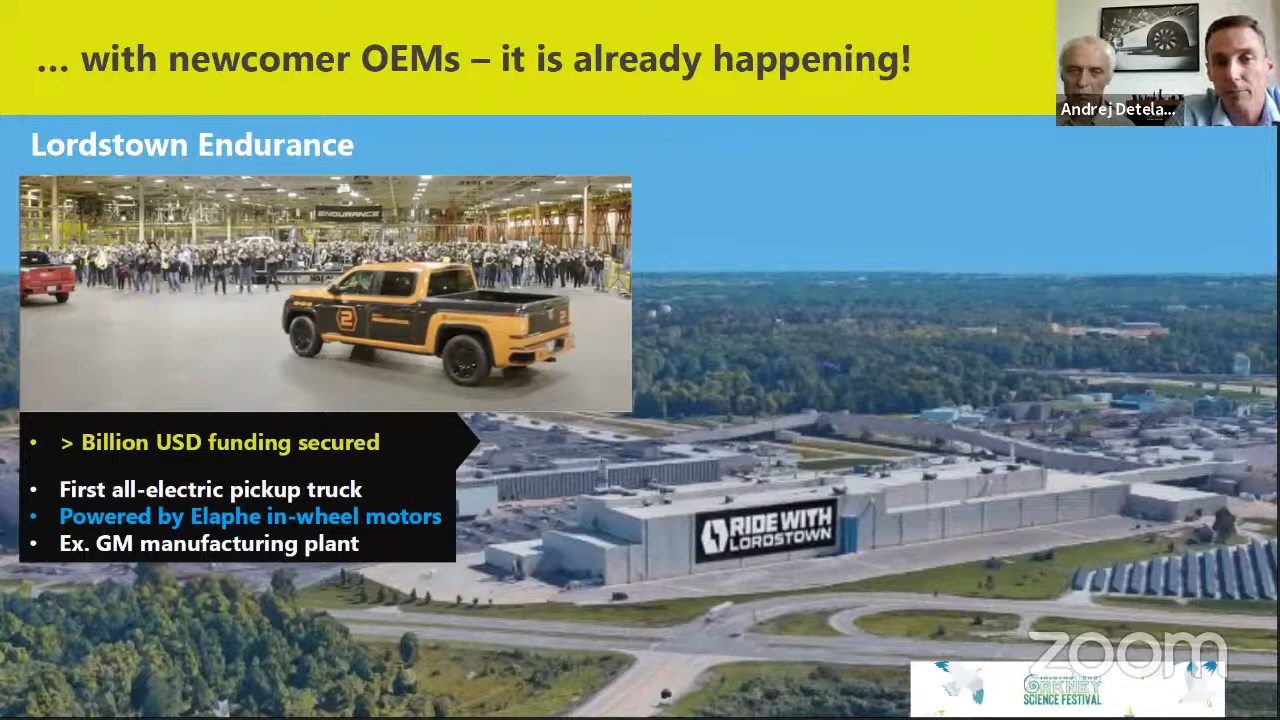 ... with newcomer OEMs – it is already happening!
Andrej Detela...
Lordstown Endurance
ENDURANCE
2
• > Billion USD funding secured
• First all-electric pickup truck
• Powered by Elaphe in-wheel motors
• Ex. GM manufacturing plant
RIDE WITH
LORDSTOWN
zoom
INTERNATIONAL
ORKNEY
SCIENCE FESTIVAL